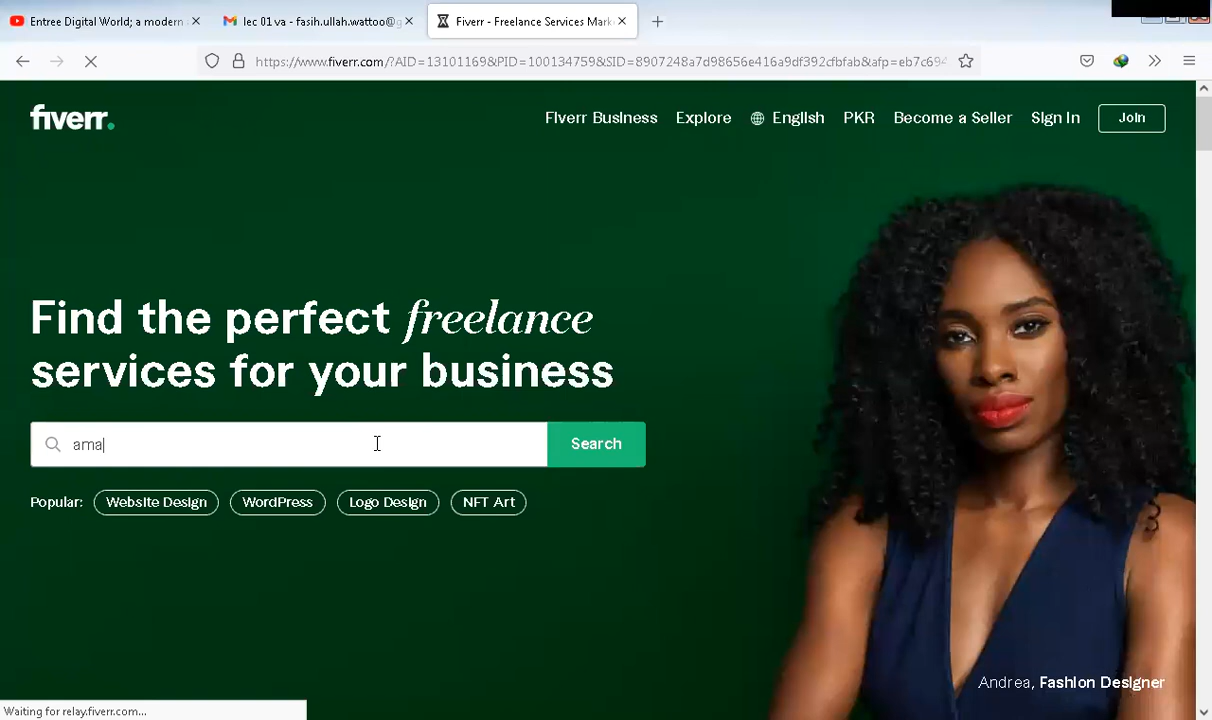 Entree Digital World; a modern
lec 01 va - fasih.ullah.wattoo@g
Fiverr - Freelance Services Mark
https://www.fiverr.com/?AID=13101169&PID=100134759&SID=8907248a7d98656e416a9df392cfbfab&afp=eb7c694
fiverr.
Fiverr Business
Explore
English
PKR
Become a Seller
Sign In
Join
Find the perfect freelance
services for your business
ama
Search
Popular:
Website Design
WordPress
Logo Design
NFT Art
Andrea, Fashion Designer
Waiting for relay.fiverr.com...